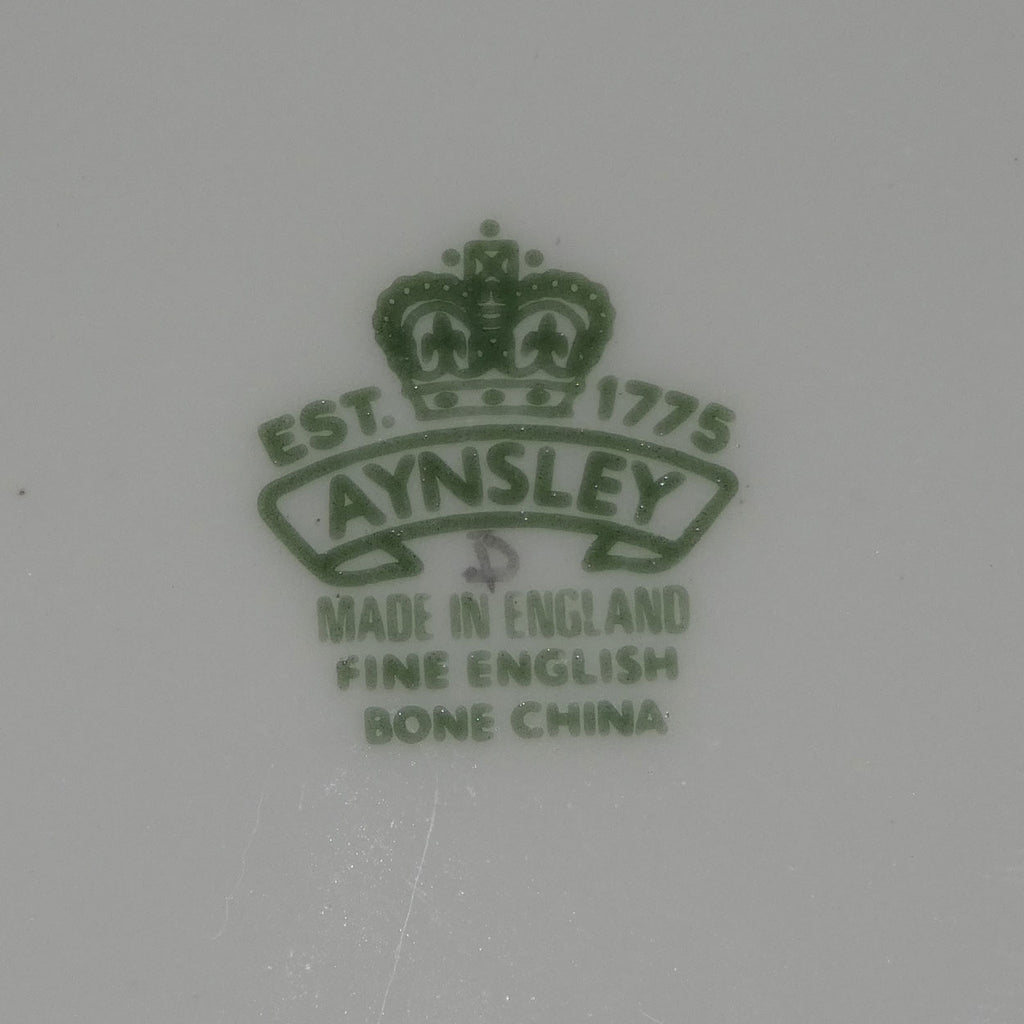 EST. 1775
AYNSLEY
MADE IN ENGLAND
FINE ENGLISH
BONE CHINA